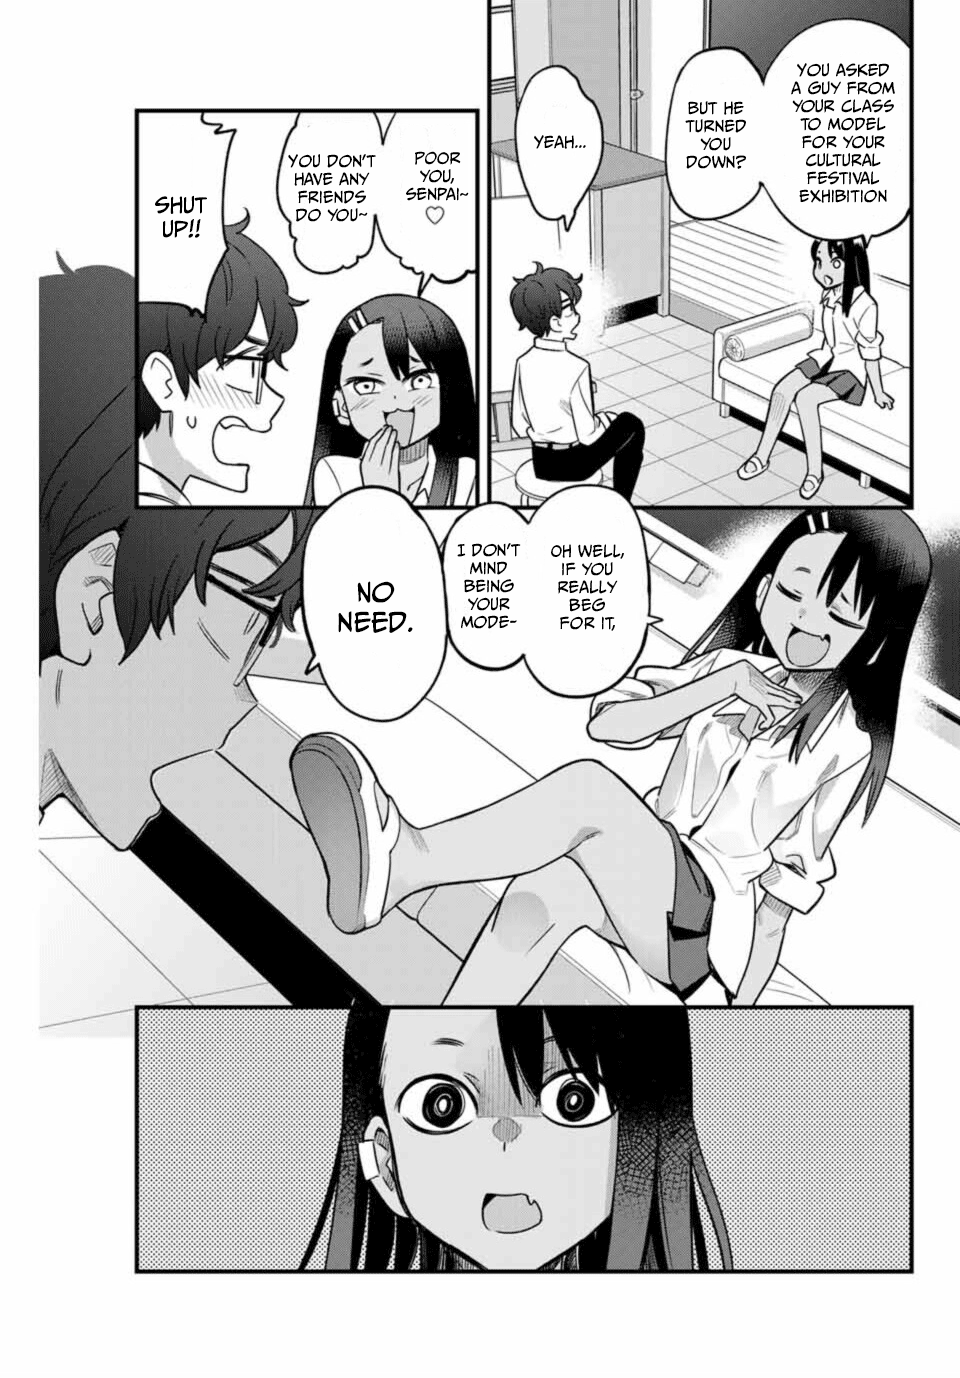 YOU ASKED
A GUY FROM
YOUR CLASS
TO MODEL
FOR YOUR
CULTURAL
FESTIVAL
EXHIBITION
BUT HE
TURNED
YOU
DOWN?
YEAH...
POOR
YOU,
SENPAI~
♡
YOU DON'T
HAVE ANY
FRIENDS
DO YOU~
SHUT
UP!!
OH WELL,
IF YOU
REALLY
BEG
FOR IT,
I DON'T
MIND
BEING
YOUR
MODE-
NO
NEED.